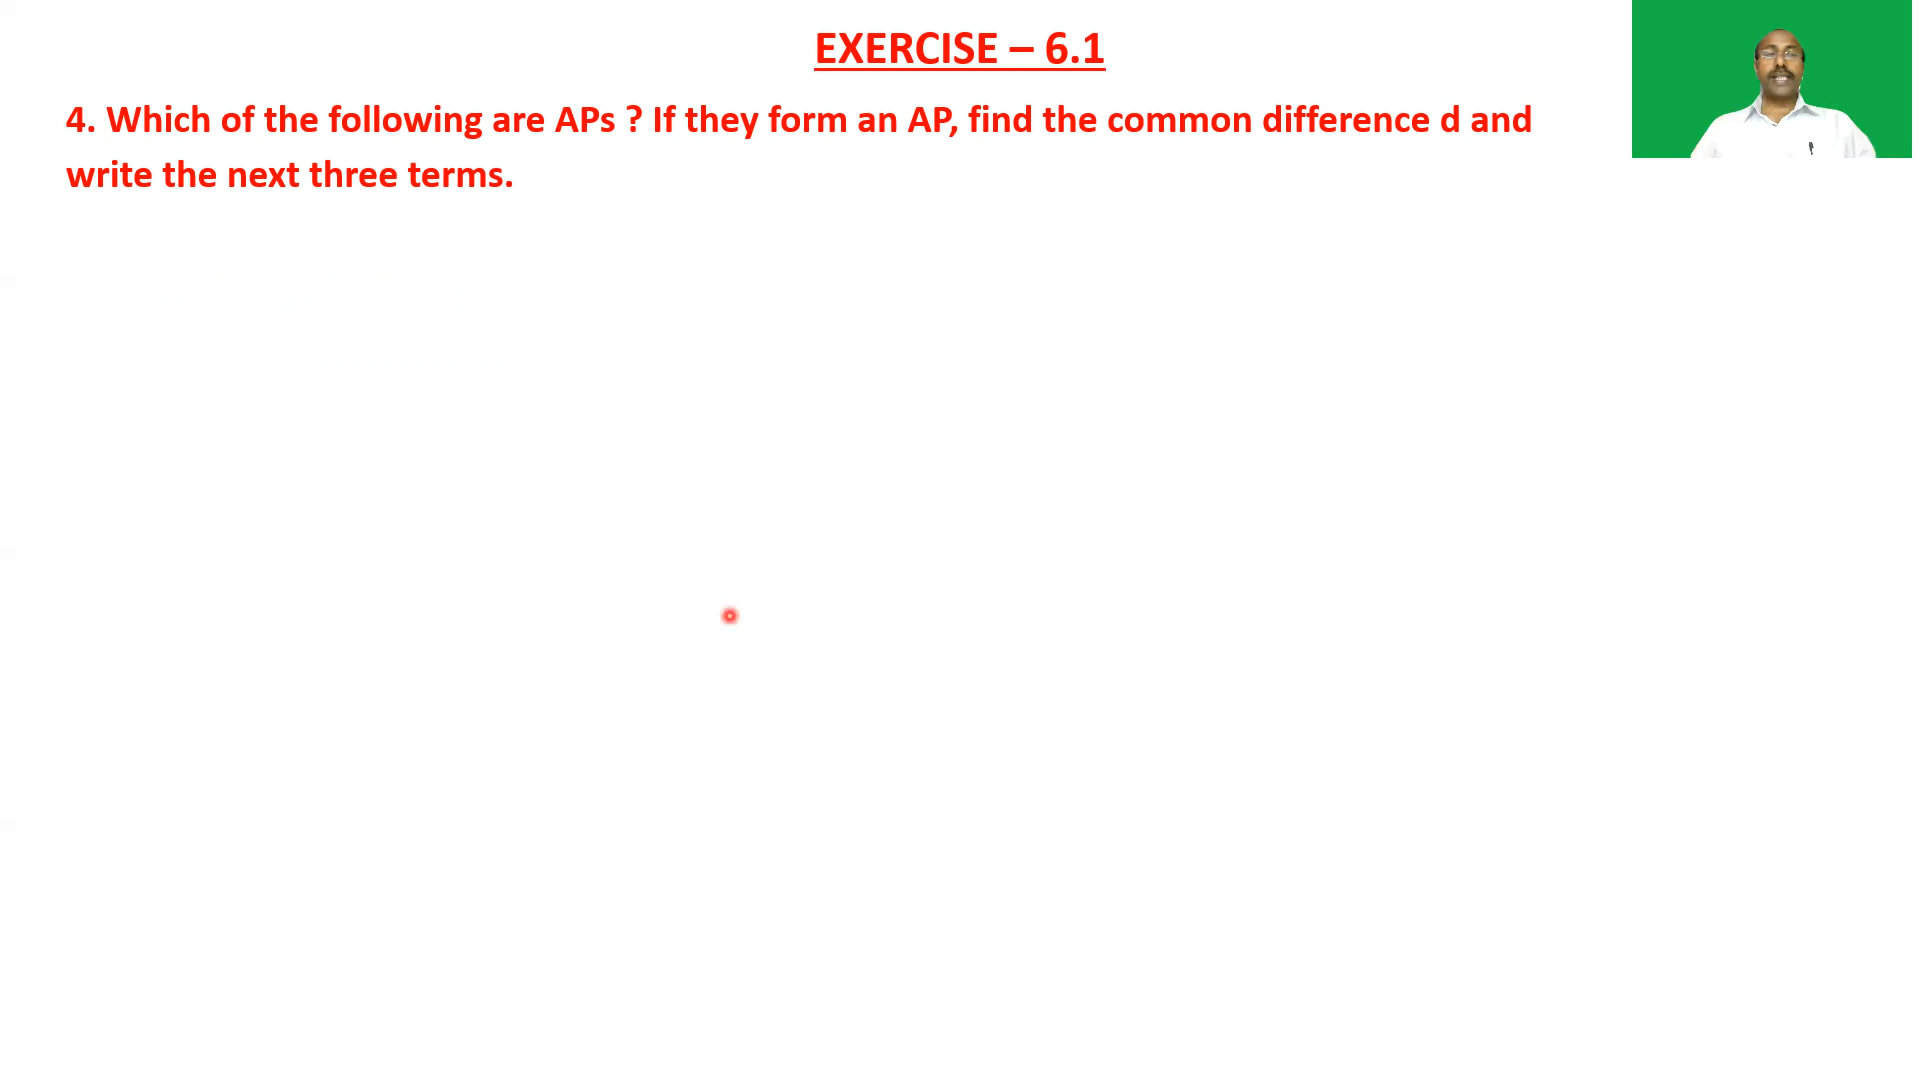 EXERCISE – 6.1
4. Which of the following are APs ? If they form an AP, find the common difference d and
write the next three terms.